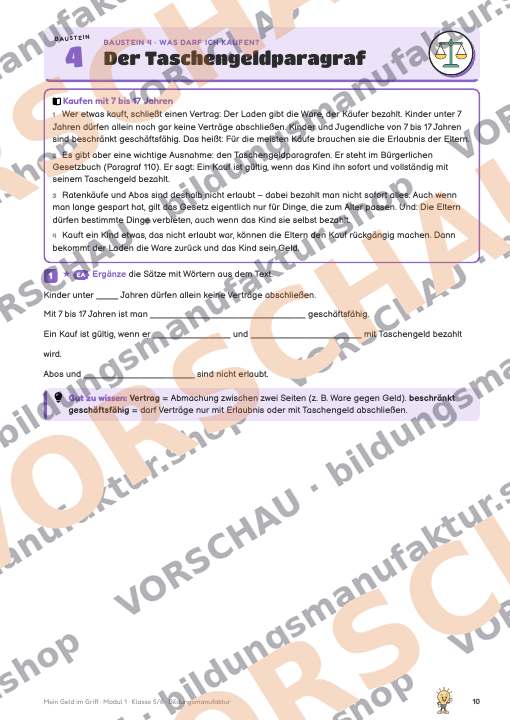 BAUSTEIN
4
BAUSTEIN 4 · WAS DARF ICH KAUFEN?
Der Taschengeldparagraf
Kaufen mit 7 bis 17 Jahren
1 Wer etwas kauft, schließt einen Vertrag: Der Laden gibt die Ware, der Käufer bezahlt. Kinder unter 7
Jahren dürfen allein noch gar keine Verträge abschließen. Kinder und Jugendliche von 7 bis 17 Jahren
sind beschränkt geschäftsfähig. Das heißt: Für die meisten Käufe brauchen sie die Erlaubnis der Eltern.
2 Es gibt aber eine wichtige Ausnahme: den Taschengeldparagrafen. Er steht im Bürgerlichen
Gesetzbuch (Paragraf 110). Er sagt: Ein Kauf ist gültig, wenn das Kind ihn sofort und vollständig mit
seinem Taschengeld bezahlt.
3 Ratenkäufe und Abos sind deshalb nicht erlaubt – dabei bezahlt man nicht sofort alles. Auch wenn
man lange gespart hat, gilt das Gesetz eigentlich nur für Dinge, die zum Alter passen. Und: Die Eltern
dürfen bestimmte Dinge verbieten, auch wenn das Kind sie selbst bezahlt.
4 Kauft ein Kind etwas, das nicht erlaubt war, können die Eltern den Kauf rückgängig machen. Dann
bekommt der Laden die Ware zurück und das Kind sein Geld.
1 ★ EA Ergänze die Sätze mit Wörtern aus dem Text.
Kinder unter _____ Jahren dürfen allein keine Verträge abschließen.
Mit 7 bis 17 Jahren ist man ____________________ geschäftsfähig.
Ein Kauf ist gültig, wenn er ____________________ und ____________________ mit Taschengeld bezahlt
wird.
Abos und ____________________ sind nicht erlaubt.
Gut zu wissen: Vertrag = Abmachung zwischen zwei Seiten (z. B. Ware gegen Geld). beschränkt
geschäftsfähig = darf Verträge nur mit Erlaubnis oder mit Taschengeld abschließen.
VORSCHAU · bildungsmanufaktur.shop
Mein Geld im Griff · Modul 1 · Klasse 5/6 · Bildungsmanufaktur
10